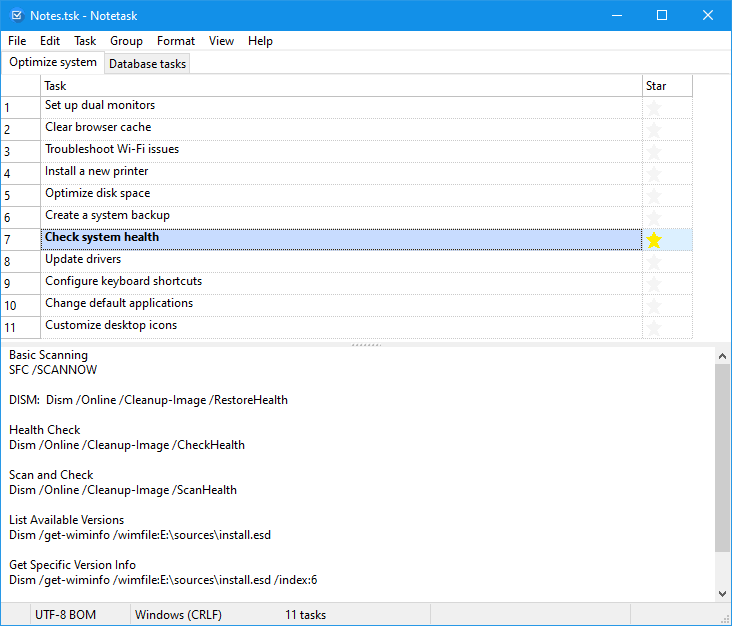 Notes.tsk - Notetask
File Edit Task Group Format View Help
Optimize system Database tasks
Task Star
1 Set up dual monitors
2 Clear browser cache
3 Troubleshoot Wi-Fi issues
4 Install a new printer
5 Optimize disk space
6 Create a system backup
7 Check system health
8 Update drivers
9 Configure keyboard shortcuts
10 Change default applications
11 Customize desktop icons
Basic Scanning
SFC /SCANNOW
DISM:  Dism /Online /Cleanup-Image /RestoreHealth
Health Check
Dism /Online /Cleanup-Image /CheckHealth
Scan and Check
Dism /Online /Cleanup-Image /ScanHealth
List Available Versions
Dism /get-wiminfo /wimfile:E:\sources\install.esd
Get Specific Version Info
Dism /get-wiminfo /wimfile:E:\sources\install.esd /index:6
UTF-8 BOM Windows (CRLF) 11 tasks